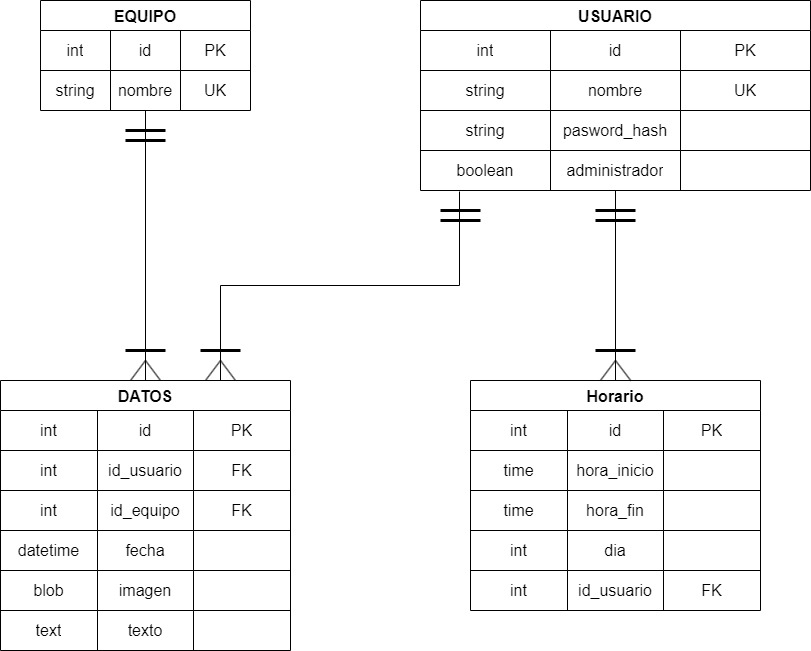 EQUIPO
int id PK
string nombre UK
USUARIO
int id PK
string nombre UK
string pasword_hash
boolean administrador
DATOS
int id PK
int id_usuario FK
int id_equipo FK
datetime fecha
blob imagen
text texto
Horario
int id PK
time hora_inicio
time hora_fin
int dia
int id_usuario FK